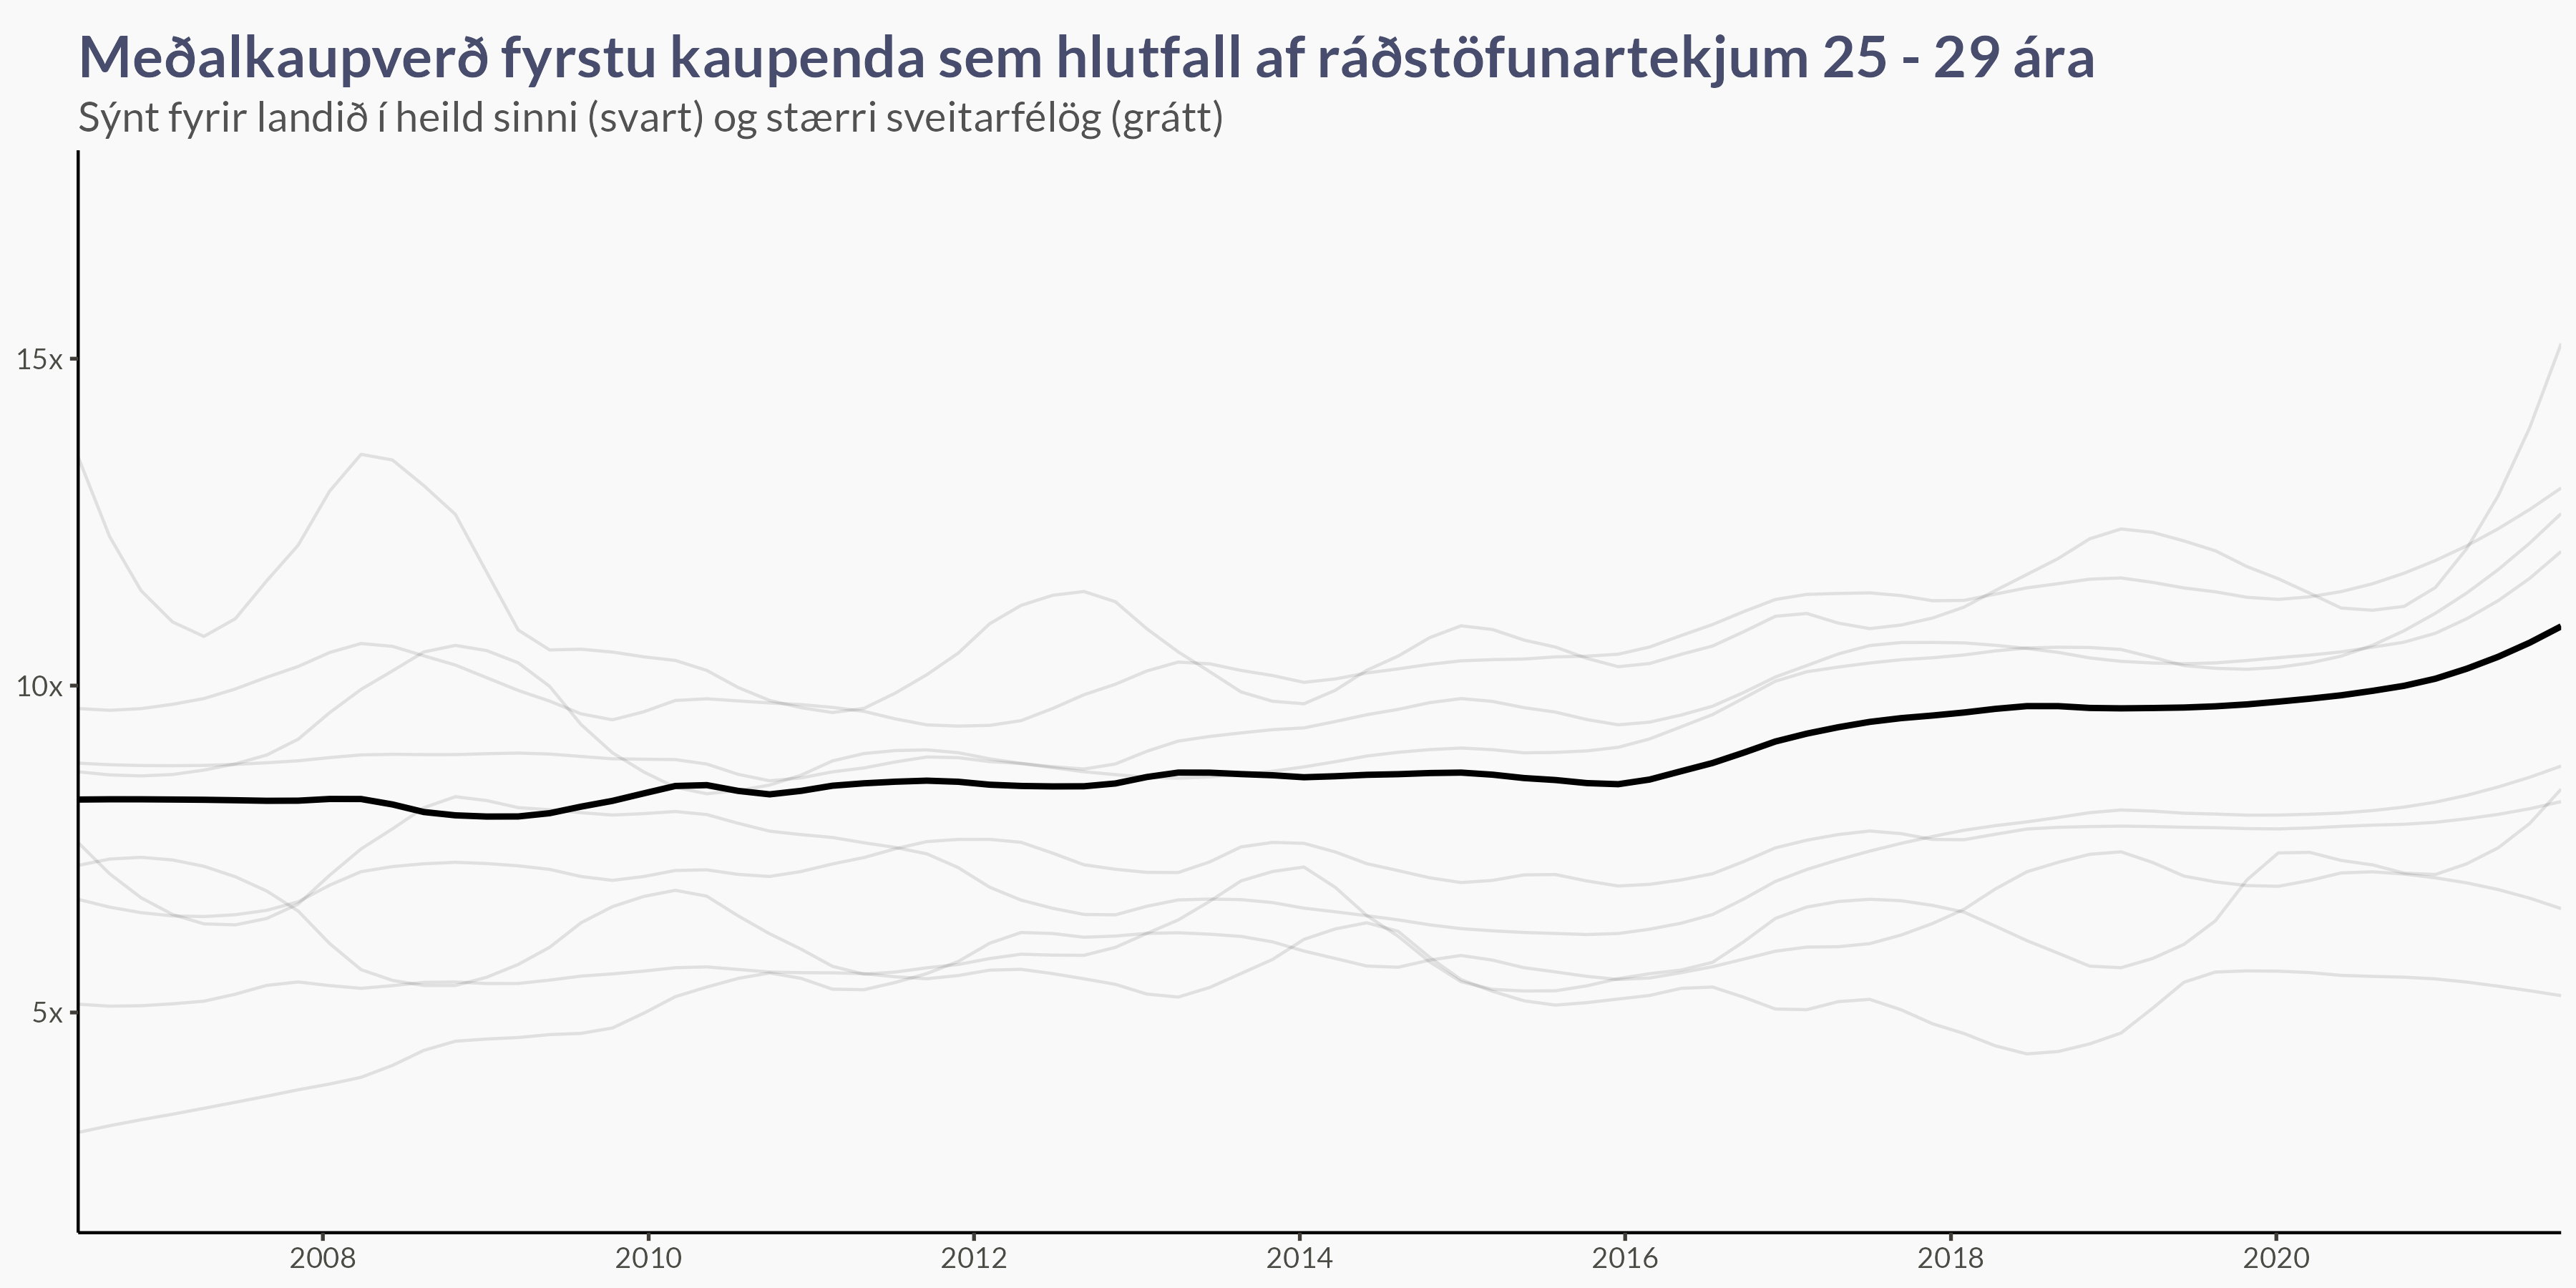 Meðalkaupverð fyrstu kaupenda sem hlutfall af ráðstöfunartekjum 25 - 29 ára
Sýnt fyrir landið í heild sinni (svart) og stærri sveitarfélög (grátt)
15x
10x
5x
2008 2010 2012 2014 2016 2018 2020